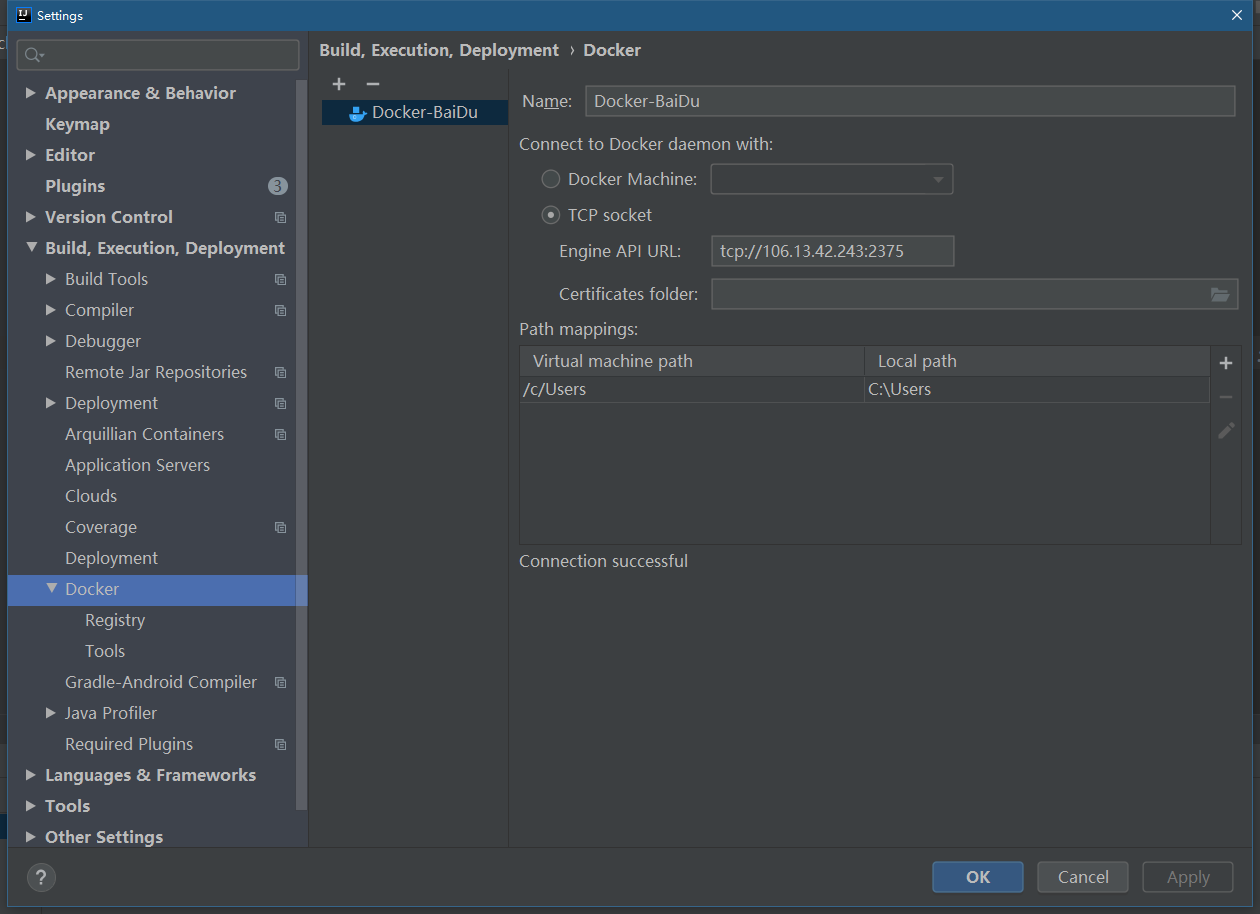 Settings
Appearance & Behavior
Keymap
Editor
Plugins 3
Version Control
Build, Execution, Deployment
Build Tools
Compiler
Debugger
Remote Jar Repositories
Deployment
Arquillian Containers
Application Servers
Clouds
Coverage
Deployment
Docker
Registry
Tools
Gradle-Android Compiler
Java Profiler
Required Plugins
Languages & Frameworks
Tools
Other Settings
Build, Execution, Deployment › Docker
Docker-BaiDu
Name: Docker-BaiDu
Connect to Docker daemon with:
Docker Machine:
TCP socket
Engine API URL: tcp://106.13.42.243:2375
Certificates folder:
Path mappings:
Virtual machine path Local path
/c/Users C:\Users
Connection successful
? OK Cancel Apply